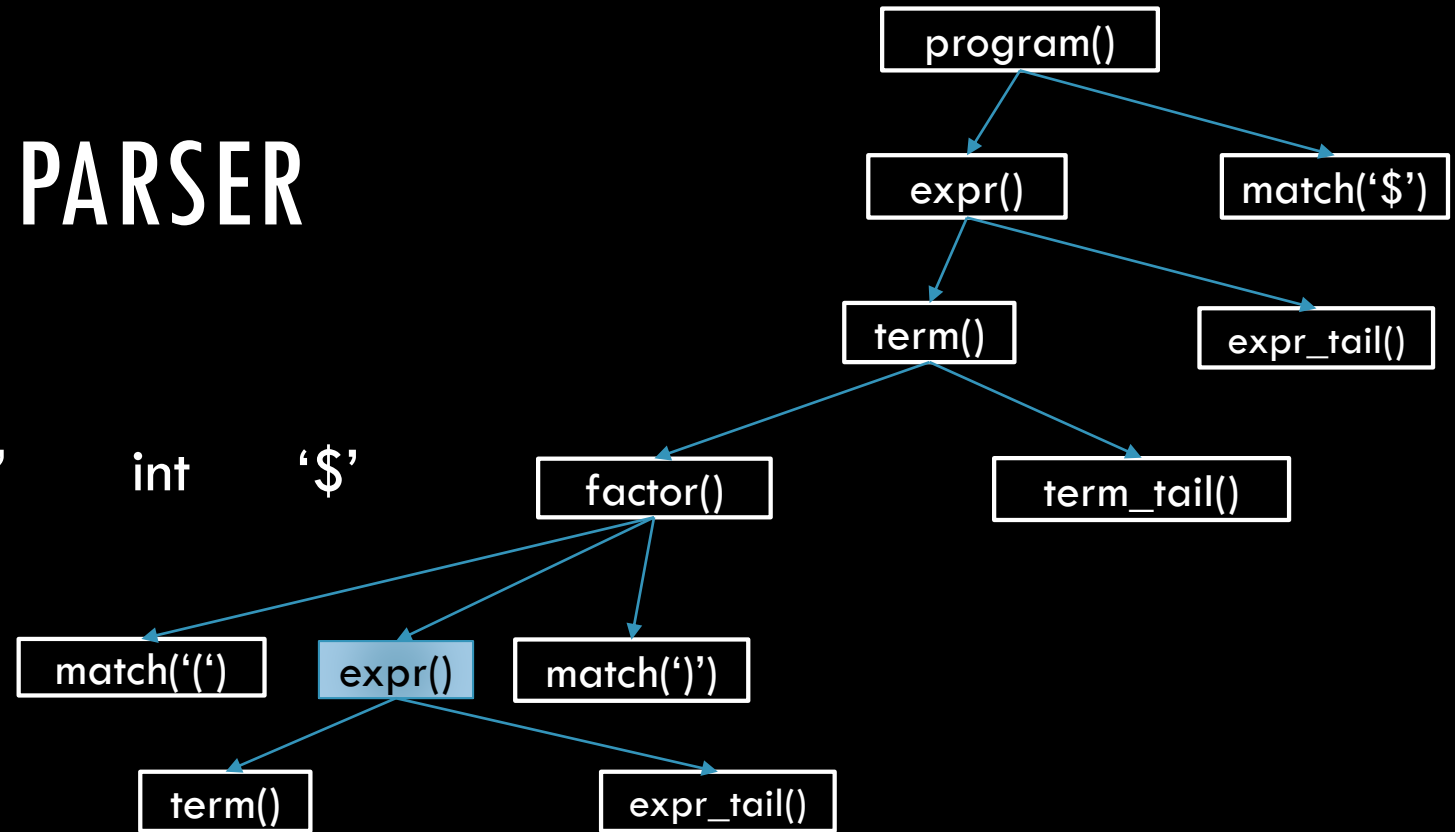 program()
PARSER
expr() match(‘$’)
term() expr_tail()
’ int ‘$’ factor() term_tail()
match(‘(‘) expr() match(‘)’)
term() expr_tail()